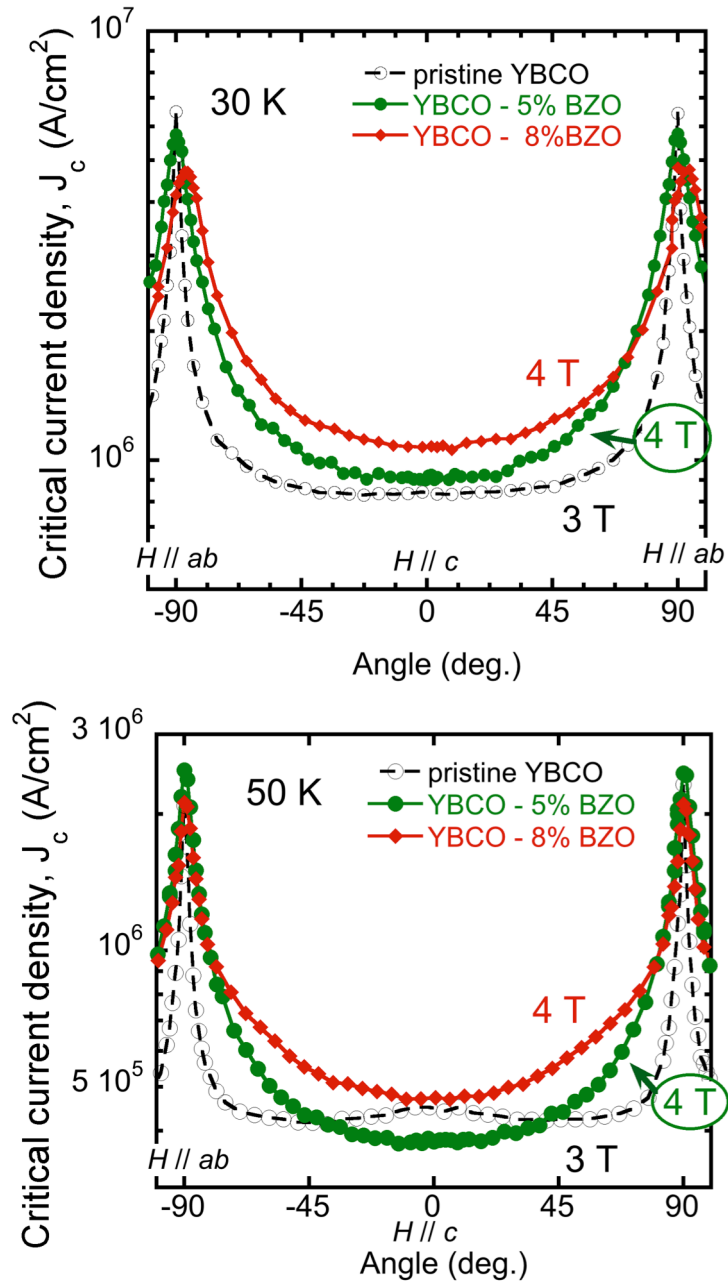 Critical current density, J_c (A/cm²)
10⁷
10⁶
30 K
pristine YBCO
YBCO - 5% BZO
YBCO - 8%BZO
4 T
4 T
3 T
H // ab
H // c
H // ab
-90
-45
0
45
90
Angle (deg.)
Critical current density, J_c (A/cm²)
3 10⁶
10⁶
5 10⁵
50 K
pristine YBCO
YBCO - 5% BZO
YBCO - 8% BZO
4 T
4 T
3 T
H // ab
-90
-45
0
45
90
H // c
Angle (deg.)